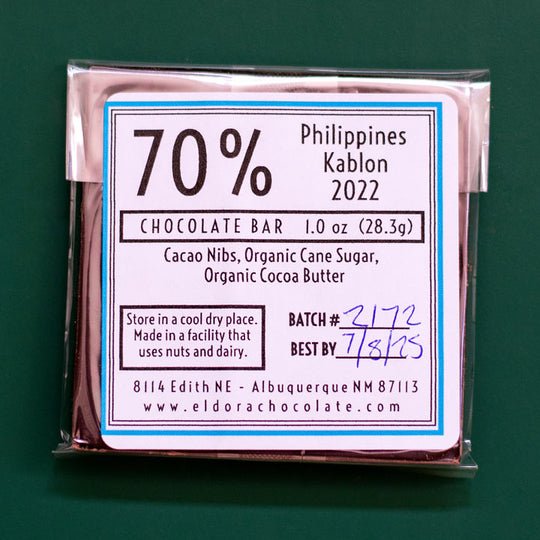 70%
Philippines
Kablon
2022
CHOCOLATE BAR 1.0 oz (28.3g)
Cacao Nibs, Organic Cane Sugar,
Organic Cocoa Butter
Store in a cool dry place.
Made in a facility that
uses nuts and dairy.
BATCH # 2172
BEST BY 7/8/25
8114 Edith NE - Albuquerque NM 87113
www.eldorachocolate.com